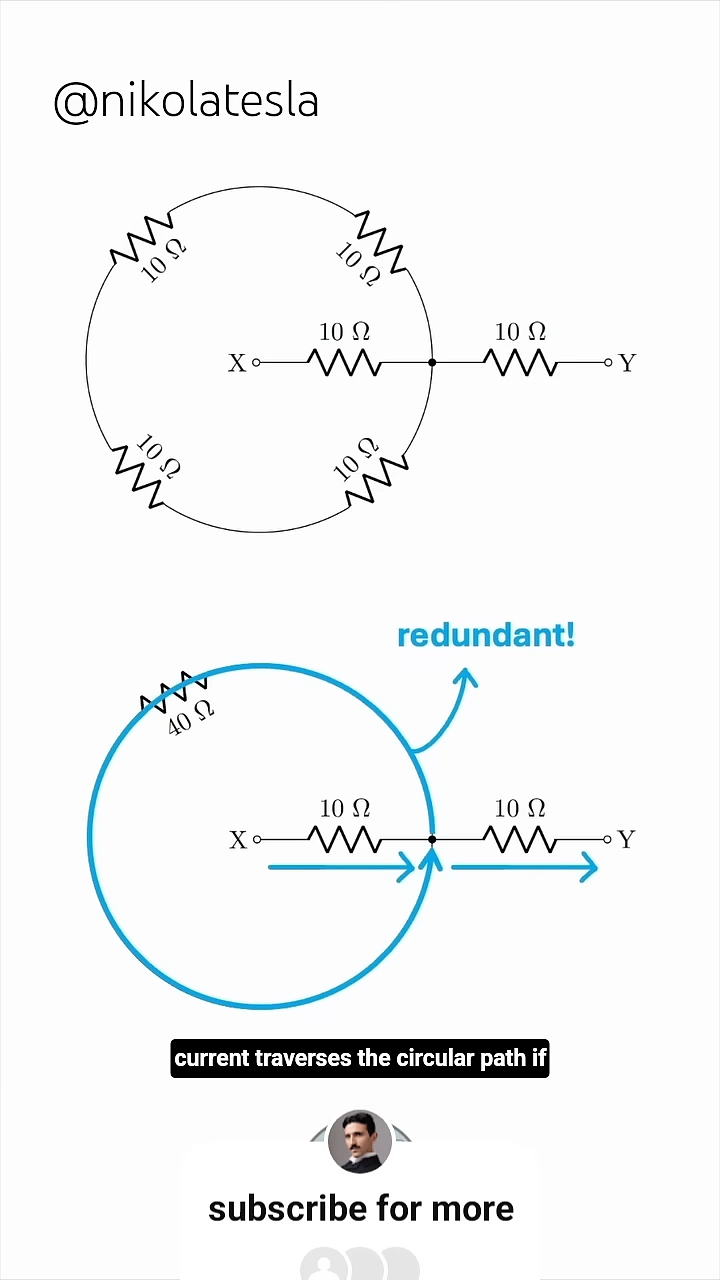 @nikolatesla
10 Ω
10 Ω
10 Ω
10 Ω
X
Y
10 Ω
10 Ω
redundant!
40 Ω
10 Ω
10 Ω
X
Y
current traverses the circular path if
subscribe for more